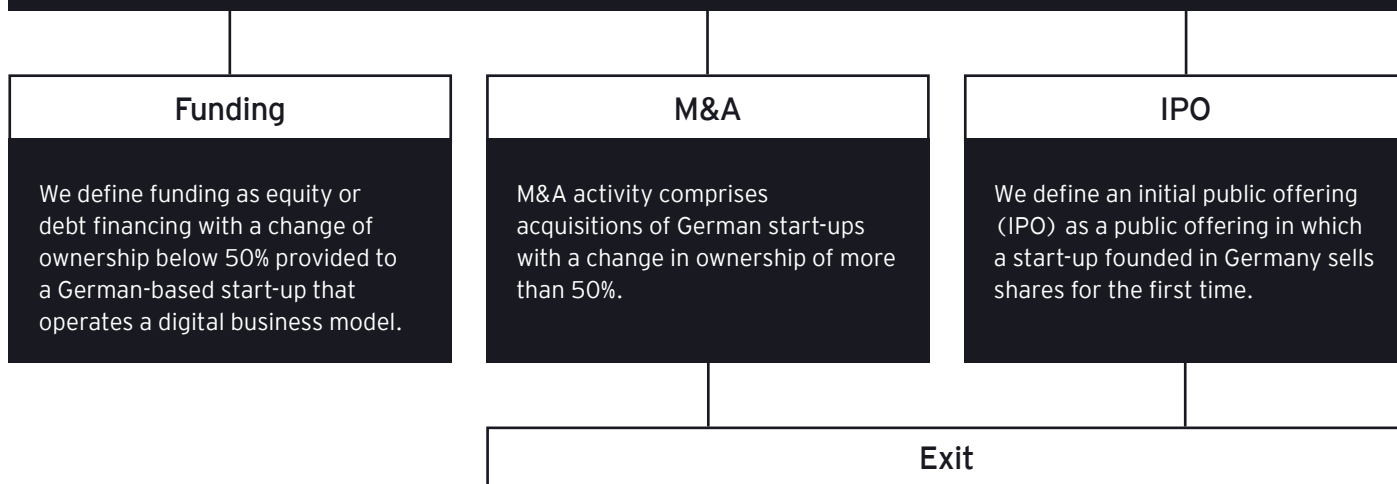 Funding
We define funding as equity or
debt financing with a change of
ownership below 50% provided to
a German-based start-up that
operates a digital business model.
M&A
M&A activity comprises
acquisitions of German start-ups
with a change in ownership of more
than 50%.
IPO
We define an initial public offering
(IPO) as a public offering in which
a start-up founded in Germany sells
shares for the first time.
Exit